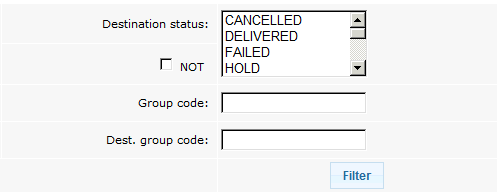 Destination status:
CANCELLED
DELIVERED
FAILED
HOLD
NOT
Group code:
Dest. group code:
Filter